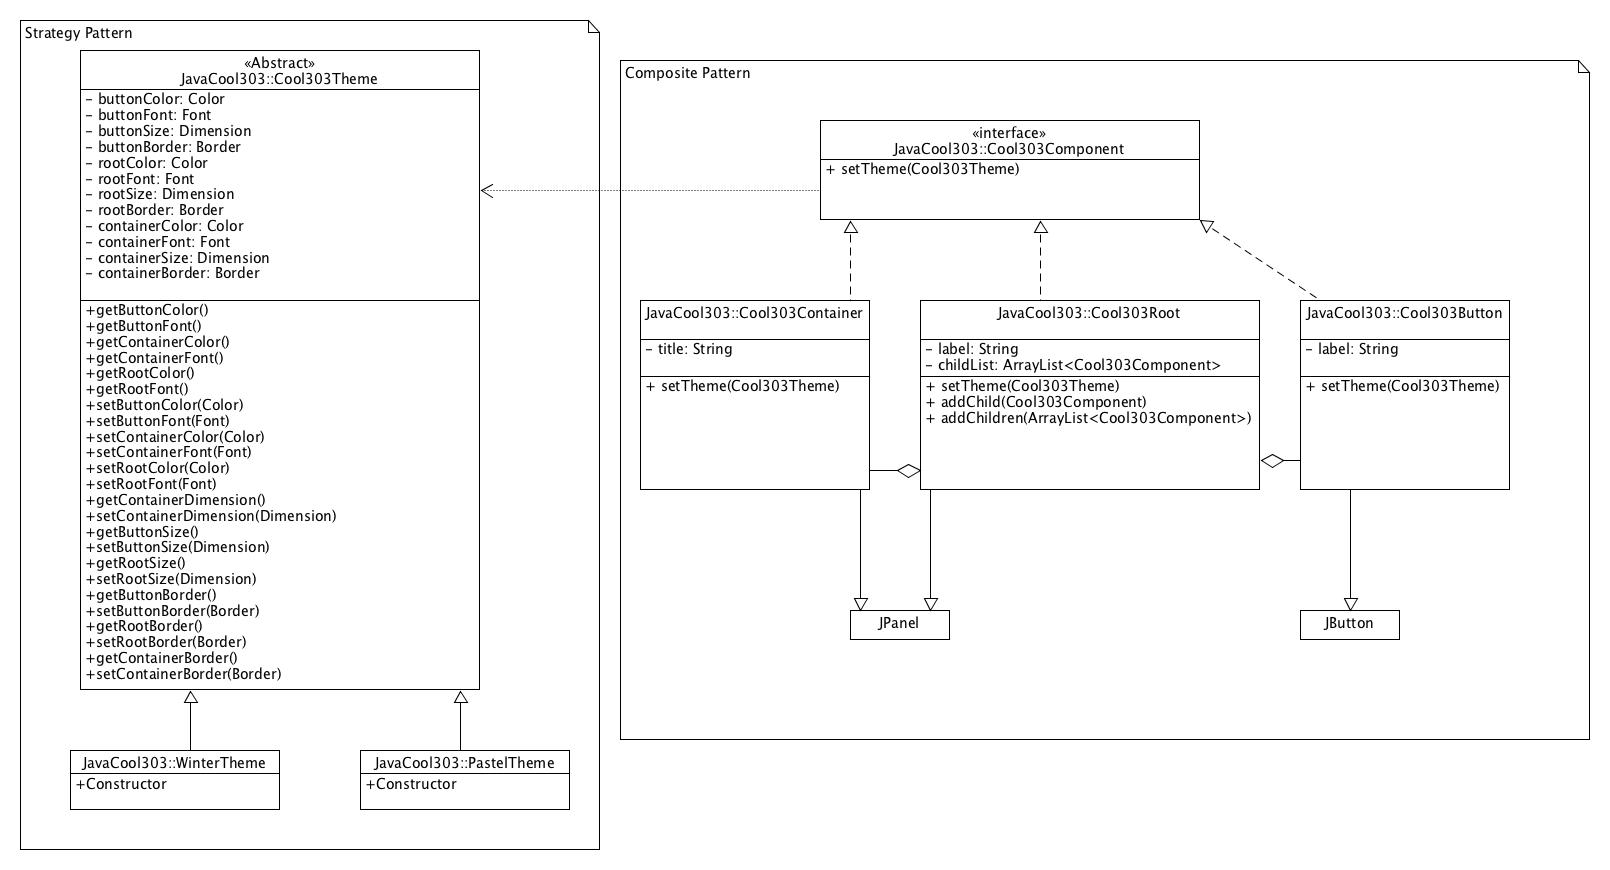 Strategy Pattern
«Abstract»
JavaCool303::Cool303Theme
- buttonColor: Color
- buttonFont: Font
- buttonSize: Dimension
- buttonBorder: Border
- rootColor: Color
- rootFont: Font
- rootSize: Dimension
- rootBorder: Border
- containerColor: Color
- containerFont: Font
- containerSize: Dimension
- containerBorder: Border
+getButtonColor()
+getButtonFont()
+getContainerColor()
+getContainerFont()
+getRootColor()
+getRootFont()
+setButtonColor(Color)
+setButtonFont(Font)
+setContainerColor(Color)
+setContainerFont(Font)
+setRootColor(Color)
+setRootFont(Font)
+getContainerDimension()
+setContainerDimension(Dimension)
+getButtonSize()
+setButtonSize(Dimension)
+getRootSize()
+setRootSize(Dimension)
+getButtonBorder()
+setButtonBorder(Border)
+getRootBorder()
+setRootBorder(Border)
+getContainerBorder()
+setContainerBorder(Border)
JavaCool303::WinterTheme
+Constructor
JavaCool303::PastelTheme
+Constructor
Composite Pattern
«interface»
JavaCool303::Cool303Component
+ setTheme(Cool303Theme)
JavaCool303::Cool303Container
- title: String
+ setTheme(Cool303Theme)
JavaCool303::Cool303Root
- label: String
- childList: ArrayList<Cool303Component>
+ setTheme(Cool303Theme)
+ addChild(Cool303Component)
+ addChildren(ArrayList<Cool303Component>)
JavaCool303::Cool303Button
- label: String
+ setTheme(Cool303Theme)
JPanel
JButton